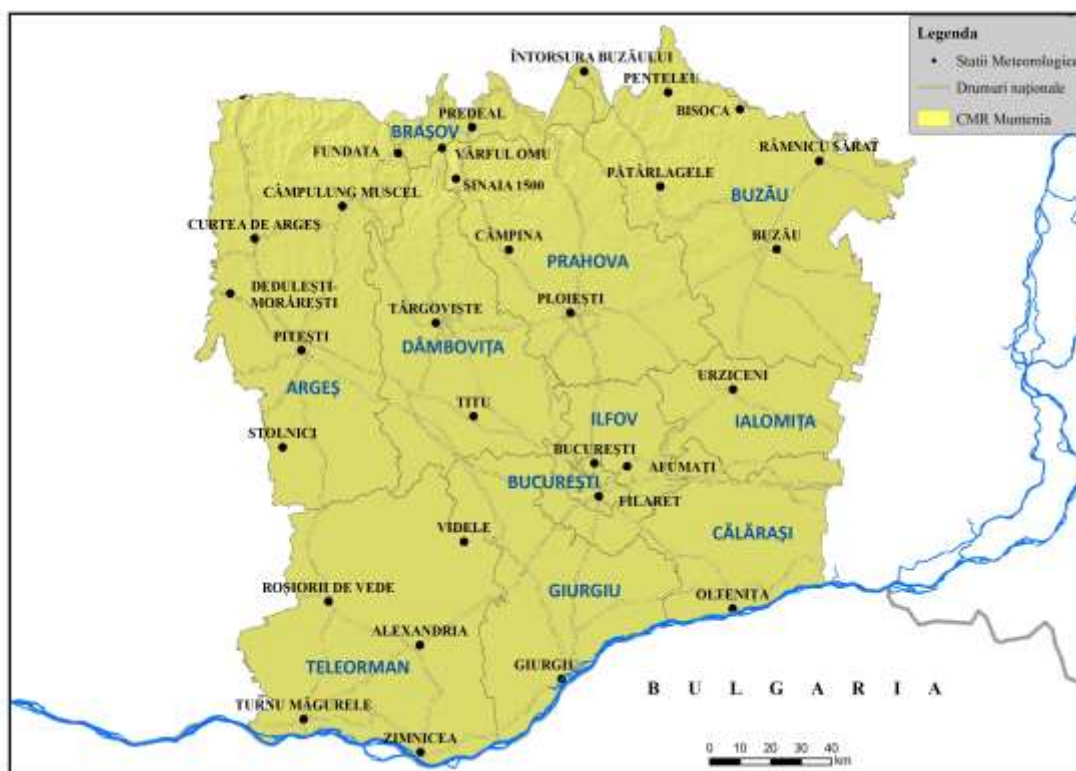 Legenda
Statii Meteorologice
Drumuri naționale
CMR Muntenia
ÎNTORSURA BUZĂULUI
PENTELEU
BISOCA
PREDEAL
BRAȘOV
FUNDATA
VÂRFUL OMU
RÂMNICU SĂRAT
SINAIA 1500
PĂTÂRLAGELE
BUZĂU
CÂMPULUNG MUSCEL
CURTEA DE ARGEȘ
CÂMPINA
BUZĂU
PRAHOVA
DEDULEȘTI-
MORĂREȘTI
PLOIEȘTI
TÂRGOVIȘTE
PITEȘTI
DÂMBOVIȚA
ARGEȘ
URZICENI
TITU
ILFOV
IALOMIȚA
STOLNICI
BUCUREȘTI
AFUMAȚI
BUCUREȘTI
FILARET
VIDELE
CĂLĂRAȘI
ROȘIORII DE VEDE
GIURGIU
OLTENIȚA
ALEXANDRIA
TELEORMAN
GIURGIU
BULGARIA
TURNU MĂGURELE
ZIMNICEA
0 10 20 30 40
km